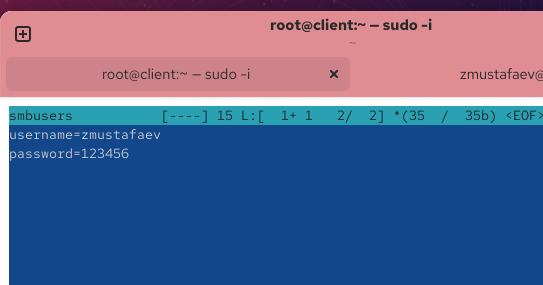 root@client:~ — sudo -i
~
root@client:~ — sudo -i × zmustafaev@
smbusers [----] 15 L:[ 1+ 1 2/ 2] *(35 / 35b) <EOF>
username=zmustafaev
password=123456